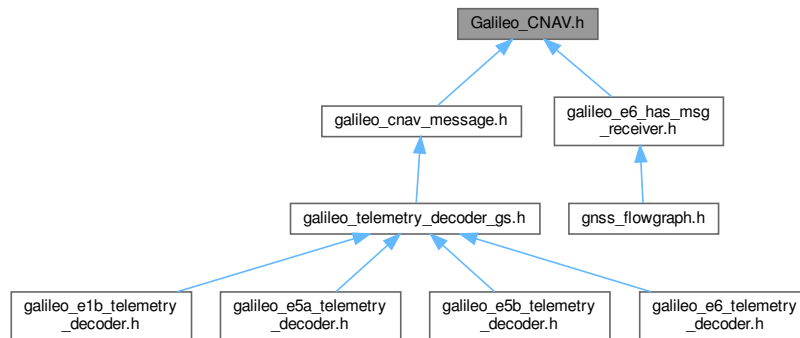 Galileo_CNAV.h
galileo_cnav_message.h
galileo_e6_has_msg
_receiver.h
galileo_telemetry_decoder_gs.h
gnss_flowgraph.h
galileo_e1b_telemetry
_decoder.h
galileo_e5a_telemetry
_decoder.h
galileo_e5b_telemetry
_decoder.h
galileo_e6_telemetry
_decoder.h